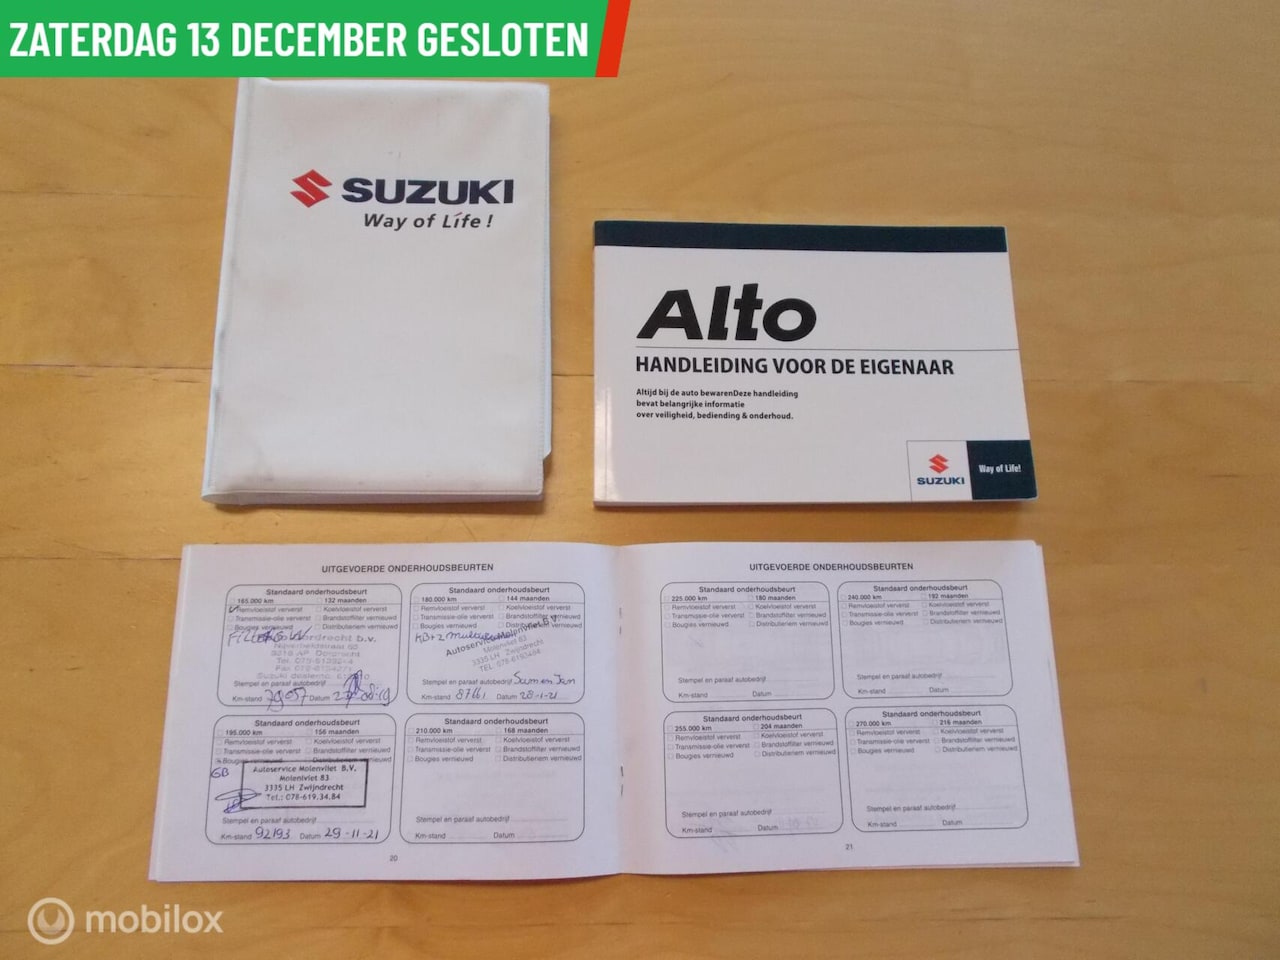 ZATERDAG 13 DECEMBER GESLOTEN
SUZUKI
Way of Life!
Alto
HANDLEIDING VOOR DE EIGENAAR
Altijd bij de auto bewarenDeze handleiding
bevat belangrijke informatie
over veiligheid, bediending & onderhoud.
SUZUKI
Way of Life!
UITGEVOERDE ONDERHOUDSBEURTEN
Standaard onderhoudsbeurt
165.000 km 132 maanden
Remvloeistof ververst Koelvloeistof ververst
Transmissie-olie ververst Brandstoffilter vernieuwd
Bougies vernieuwd Distributieriem vernieuwd
Stempel en paraaf autobedrijf
Km-stand 79057 Datum
Standaard onderhoudsbeurt
180.000 km 144 maanden
Remvloeistof ververst Koelvloeistof ververst
Transmissie-olie ververst Brandstoffilter vernieuwd
Bougies vernieuwd Distributieriem vernieuwd
Autoservice Molenvliet B.V.
Molenvliet 83
3335 LH Zwijndrecht
TEL. 078-6193484
Stempel en paraaf autobedrijf
Km-stand 87661 Datum 28-1-21
Standaard onderhoudsbeurt
195.000 km 156 maanden
Remvloeistof ververst Koelvloeistof ververst
Transmissie-olie ververst Brandstoffilter vernieuwd
GB
Autoservice Molenvliet B.V.
Molenvliet 83
3335 LH Zwijndrecht
Tel.: 078-619.34.84
Stempel en paraaf autobedrijf
Km-stand 92193 Datum 29-11-21
Standaard onderhoudsbeurt
210.000 km 168 maanden
Remvloeistof ververst Koelvloeistof ververst
Transmissie-olie ververst Brandstoffilter vernieuwd
Bougies vernieuwd Distributieriem vernieuwd
Stempel en paraaf autobedrijf
Km-stand Datum
20
UITGEVOERDE ONDERHOUDSBEURTEN
Standaard onderhoudsbeurt
225.000 km 180 maanden
Remvloeistof ververst Koelvloeistof ververst
Transmissie-olie ververst Brandstoffilter vernieuwd
Bougies vernieuwd Distributieriem vernieuwd
Stempel en paraaf autobedrijf
Km-stand Datum
Standaard onderhoudsbeurt
240.000 km 192 maanden
Remvloeistof ververst Koelvloeistof ververst
Transmissie-olie ververst Brandstoffilter vernieuwd
Bougies vernieuwd Distributieriem vernieuwd
Stempel en paraaf autobedrijf
Km-stand Datum
Standaard onderhoudsbeurt
255.000 km 204 maanden
Remvloeistof ververst Koelvloeistof ververst
Transmissie-olie ververst Brandstoffilter vernieuwd
Bougies vernieuwd Distributieriem vernieuwd
Stempel en paraaf autobedrijf
Km-stand Datum
Standaard onderhoudsbeurt
270.000 km 216 maanden
Remvloeistof ververst Koelvloeistof ververst
Transmissie-olie ververst Brandstoffilter vernieuwd
Bougies vernieuwd Distributieriem vernieuwd
Stempel en paraaf autobedrijf
Km-stand Datum
21
mobilox